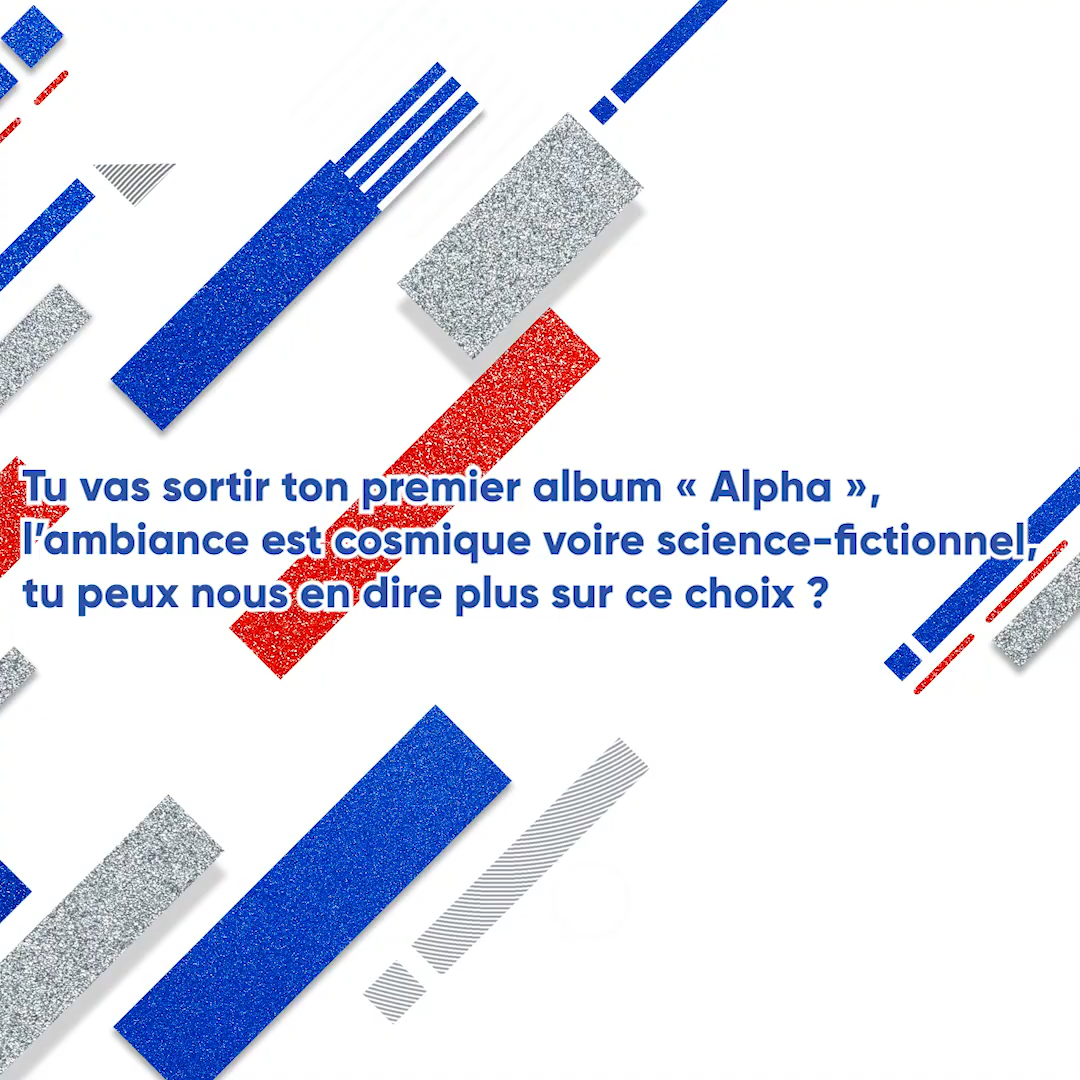 Tu vas sortir ton premier album « Alpha »,
l’ambiance est cosmique voire science-fictionnel,
tu peux nous en dire plus sur ce choix ?